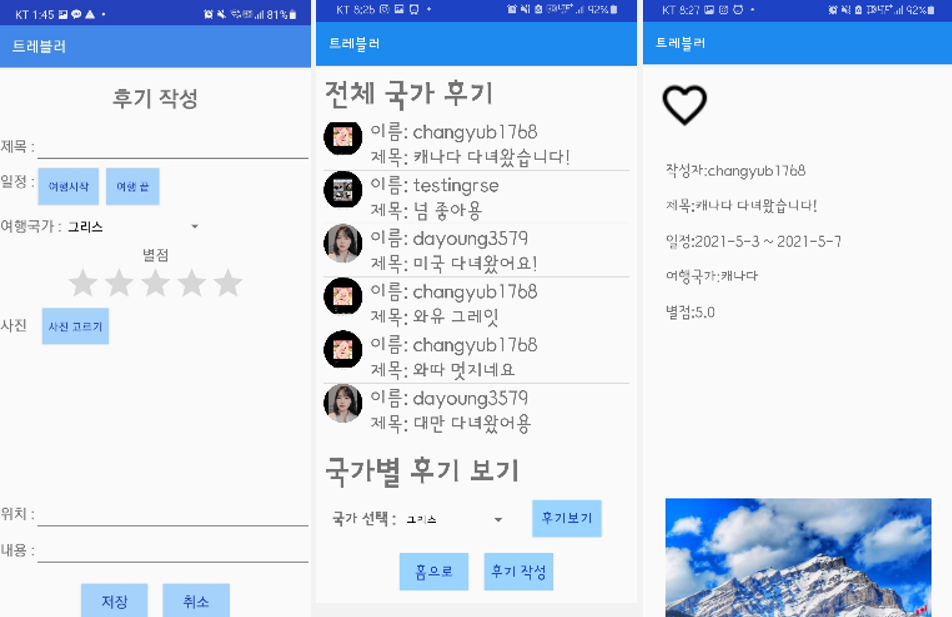 KT 1:45
81%
트레블러
후기 작성
제목 :
일정 : 여행시작 여행 끝
여행국가 : 그리스
별점
사진 사진 고르기
위치 :
내용 :
저장 취소
KT 8:26
92%
트레블러
전체 국가 후기
이름: changyub1768
제목: 캐나다 다녀왔습니다!
이름: testingrse
제목: 넘 좋아용
이름: dayoung3579
제목: 미국 다녀왔어요!
이름: changyub1768
제목: 와유 그레잇
이름: changyub1768
제목: 와따 멋지네요
이름: dayoung3579
제목: 대만 다녀왔어용
국가별 후기 보기
국가 선택 : 그리스 후기보기
홈으로 후기 작성
KT 8:27
92%
트레블러
작성자:changyub1768
제목:캐나다 다녀왔습니다!
일정:2021-5-3 ~ 2021-5-7
여행국가:캐나다
별점:5.0